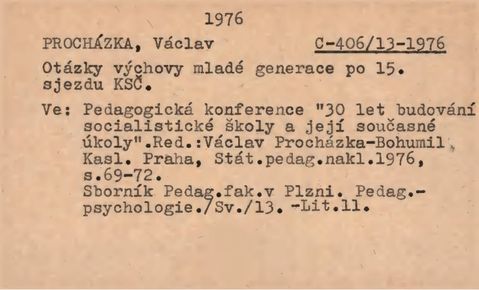 1976
PROCHÁZKA, Václav C-406/13-1976
Otázky výchovy mladé generace po 15.
sjezdu KSČ.
Ve: Pedagogická konference "30 let budování
socialistické školy a její současné
úkoly".Red.:Václav Procházka-Bohumil
Kasl. Praha, Stát.pedag.nakl.1976,
s.69-72.
Sborník Pedag.fak.v Plzni. Pedag.-
psychologie./Sv./13. -Lit.11.